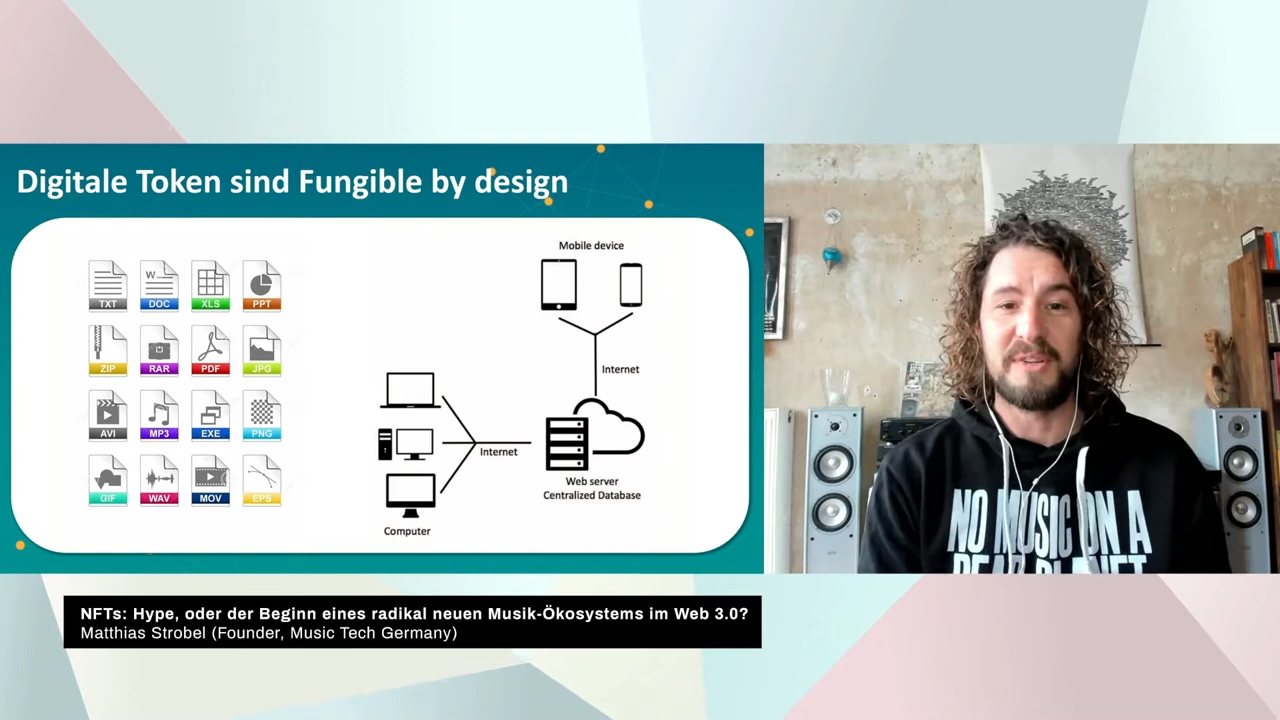 Digitale Token sind Fungible by design
TXT DOC XLS PPT
ZIP RAR PDF JPG
AVI MP3 EXE PNG
GIF WAV MOV EPS
Mobile device
Internet
Internet
Web server
Centralized Database
Computer
NO MUSIC ON A
DEAD PLANET
NFTs: Hype, oder der Beginn eines radikal neuen Musik-Ökosystems im Web 3.0?
Matthias Strobel (Founder, Music Tech Germany)